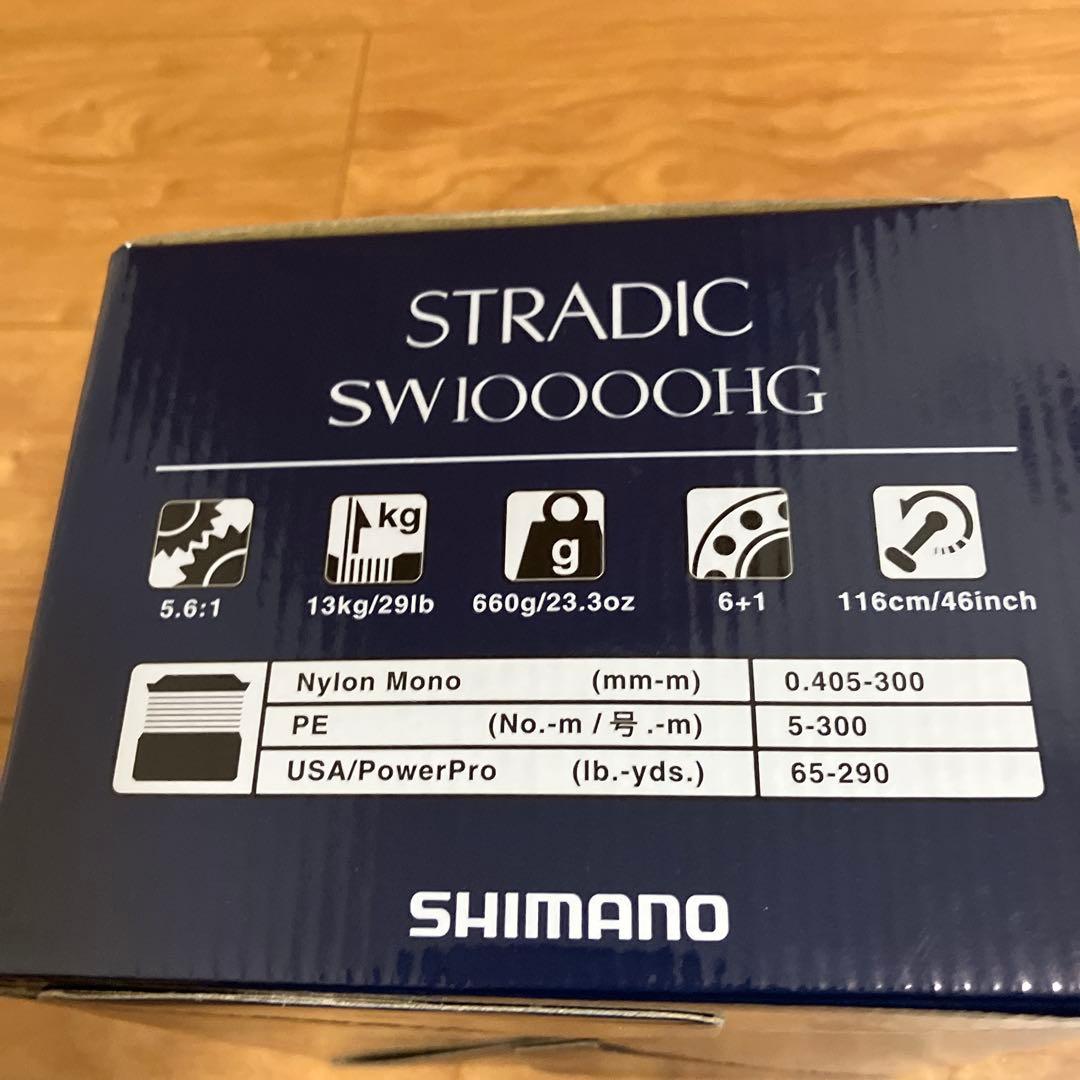 STRADIC
SW10000HG
kg
g
5.6:1 13kg/29lb 660g/23.3oz 6+1 116cm/46inch
Nylon Mono (mm-m) 0.405-300
PE (No.-m / 号.-m) 5-300
USA/PowerPro (lb.-yds.) 65-290
SHIMANO